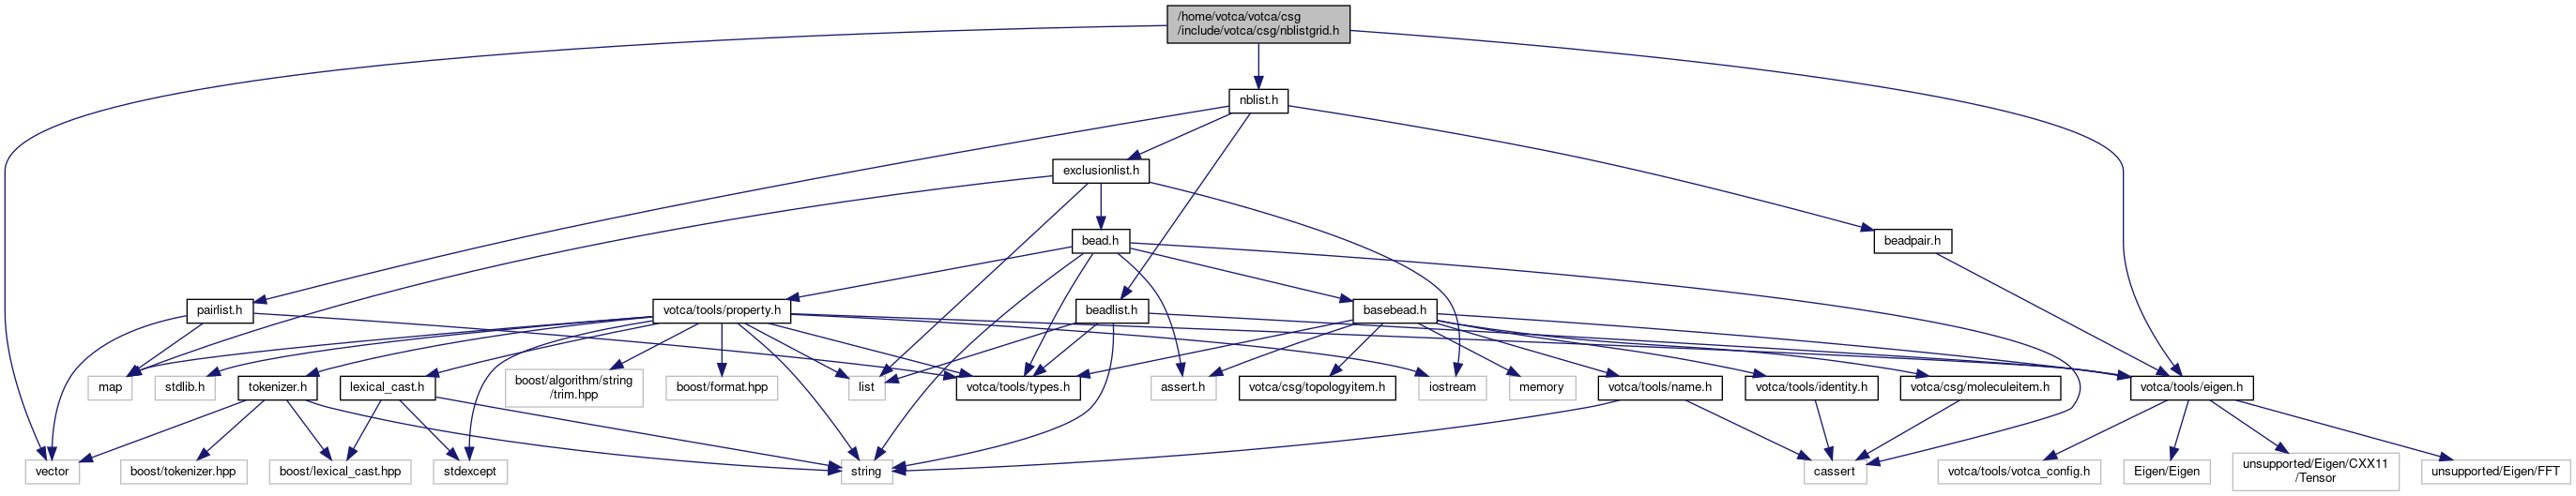 /home/votca/votca/csg
/include/votca/csg/nblistgrid.h
nblist.h
exclusionlist.h
bead.h
beadpair.h
pairlist.h
votca/tools/property.h
beadlist.h
basebead.h
map
stdlib.h
tokenizer.h
lexical_cast.h
boost/algorithm/string
/trim.hpp
boost/format.hpp
list
votca/tools/types.h
assert.h
votca/csg/topologyitem.h
iostream
memory
votca/tools/name.h
votca/tools/identity.h
votca/csg/moleculeitem.h
votca/tools/eigen.h
vector
boost/tokenizer.hpp
boost/lexical_cast.hpp
stdexcept
string
cassert
votca/tools/votca_config.h
Eigen/Eigen
unsupported/Eigen/CXX11
/Tensor
unsupported/Eigen/FFT